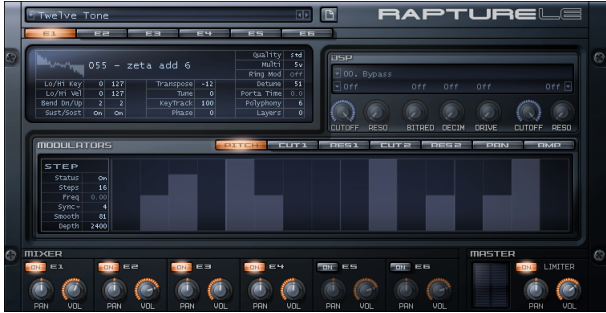 Twelve Tone
RAPTURELE
E1 E2 E3 E4 E5 E6
055 - zeta add 6
Quality Std
Multi 5v
Ring Mod Off
Lo/Hi Key 0 127 Transpose -12 Detune 51
Lo/Hi Vel 0 127 Tune 0 Porta Time 0.0
Bend Dn/Up 2 2 KeyTrack 100 Polyphony 6
Sust/Sost On On Phase 0 Layers 0
DSP
00. Bypass
Off Off Off Off Off
CUTOFF RESO BITRED DECIM DRIVE CUTOFF RESO
MODULATORS PITCH CUT1 RES1 CUT2 RES2 PAN AMP
STEP
Status On
Steps 16
Freq 0.00
Sync 4
Smooth 81
Depth 2400
MIXER MASTER
ON E1 ON E2 ON E3 ON E4 ON E5 ON E6 ON LIMITER
PAN VOL PAN VOL PAN VOL PAN VOL PAN VOL PAN VOL PAN VOL